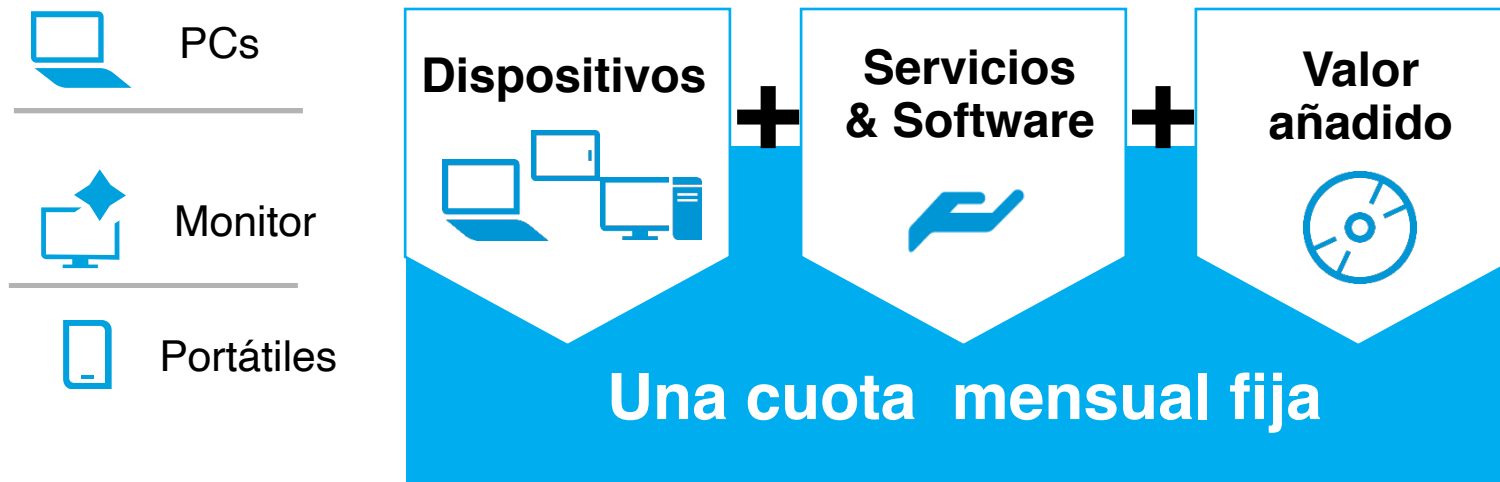 PCs
Monitor
Portátiles
Dispositivos
+
Servicios
& Software
+
Valor
añadido
Una cuota mensual fija